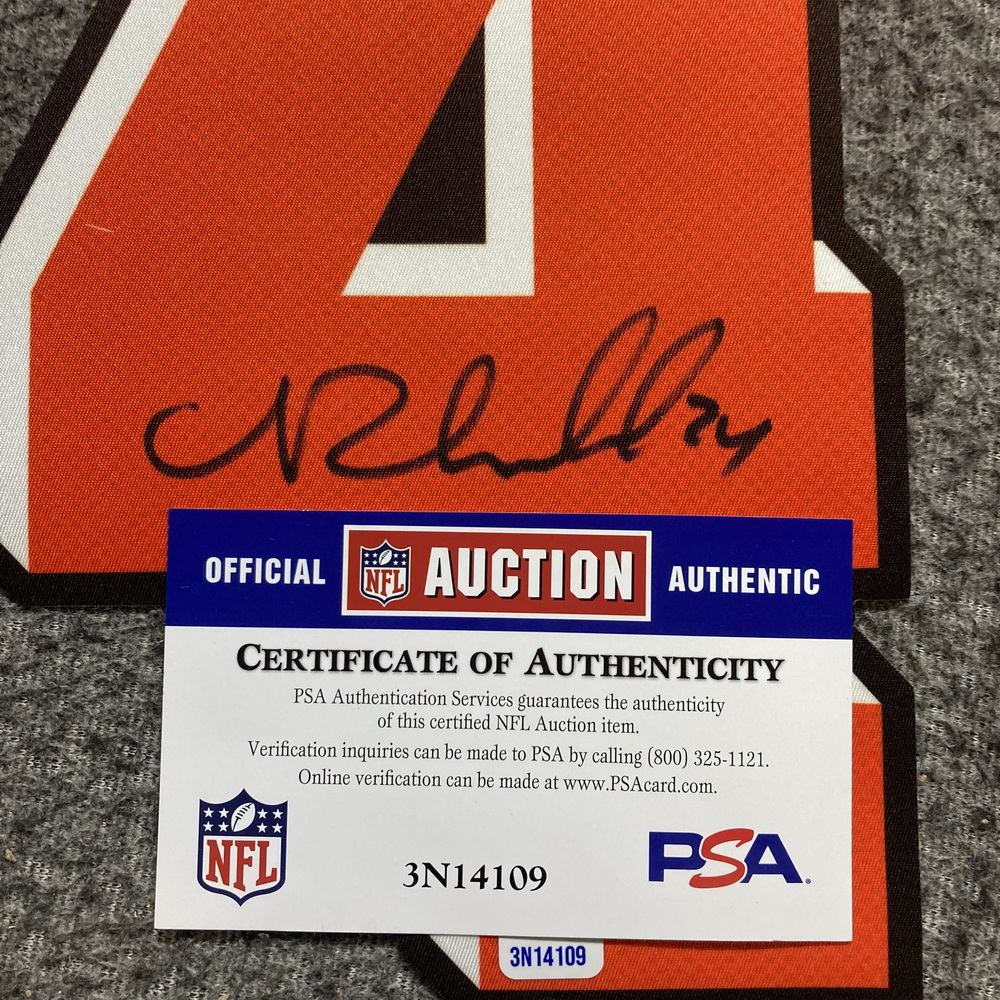 4
24
OFFICIAL NFL AUCTION AUTHENTIC
CERTIFICATE OF AUTHENTICITY
PSA Authentication Services guarantees the authenticity
of this certified NFL Auction item.
Verification inquiries can be made to PSA by calling (800) 325-1121.
Online verification can be made at www.PSAcard.com.
NFL 3N14109 PSA
3N14109